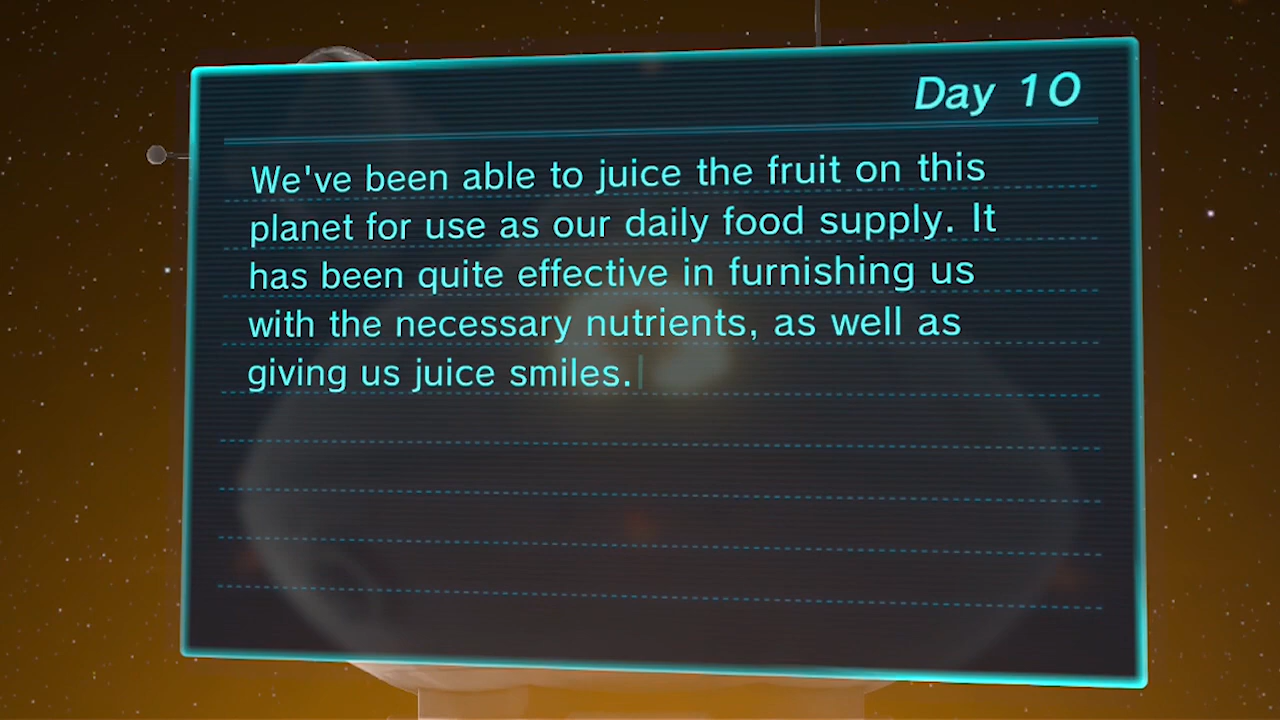 Day 10
We've been able to juice the fruit on this
planet for use as our daily food supply. It
has been quite effective in furnishing us
with the necessary nutrients, as well as
giving us juice smiles.